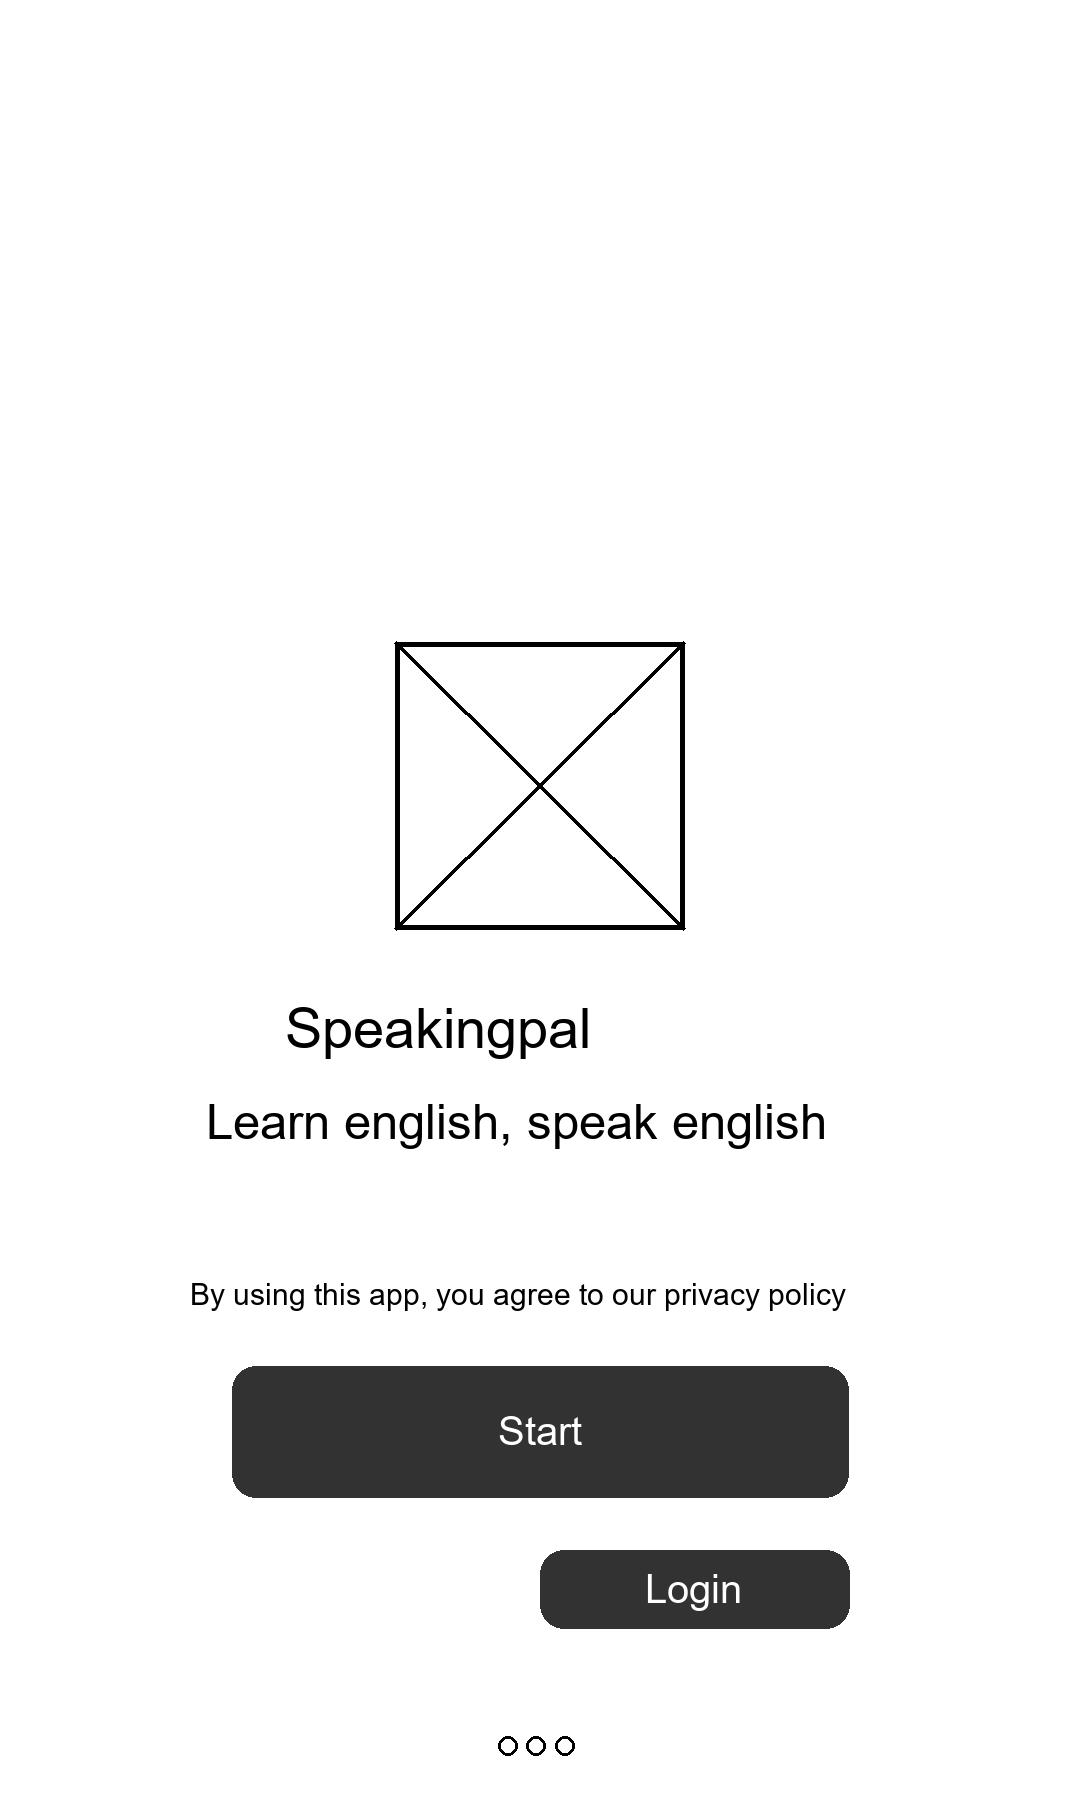 Speakingpal
Learn english, speak english
By using this app, you agree to our privacy policy
Start
Login